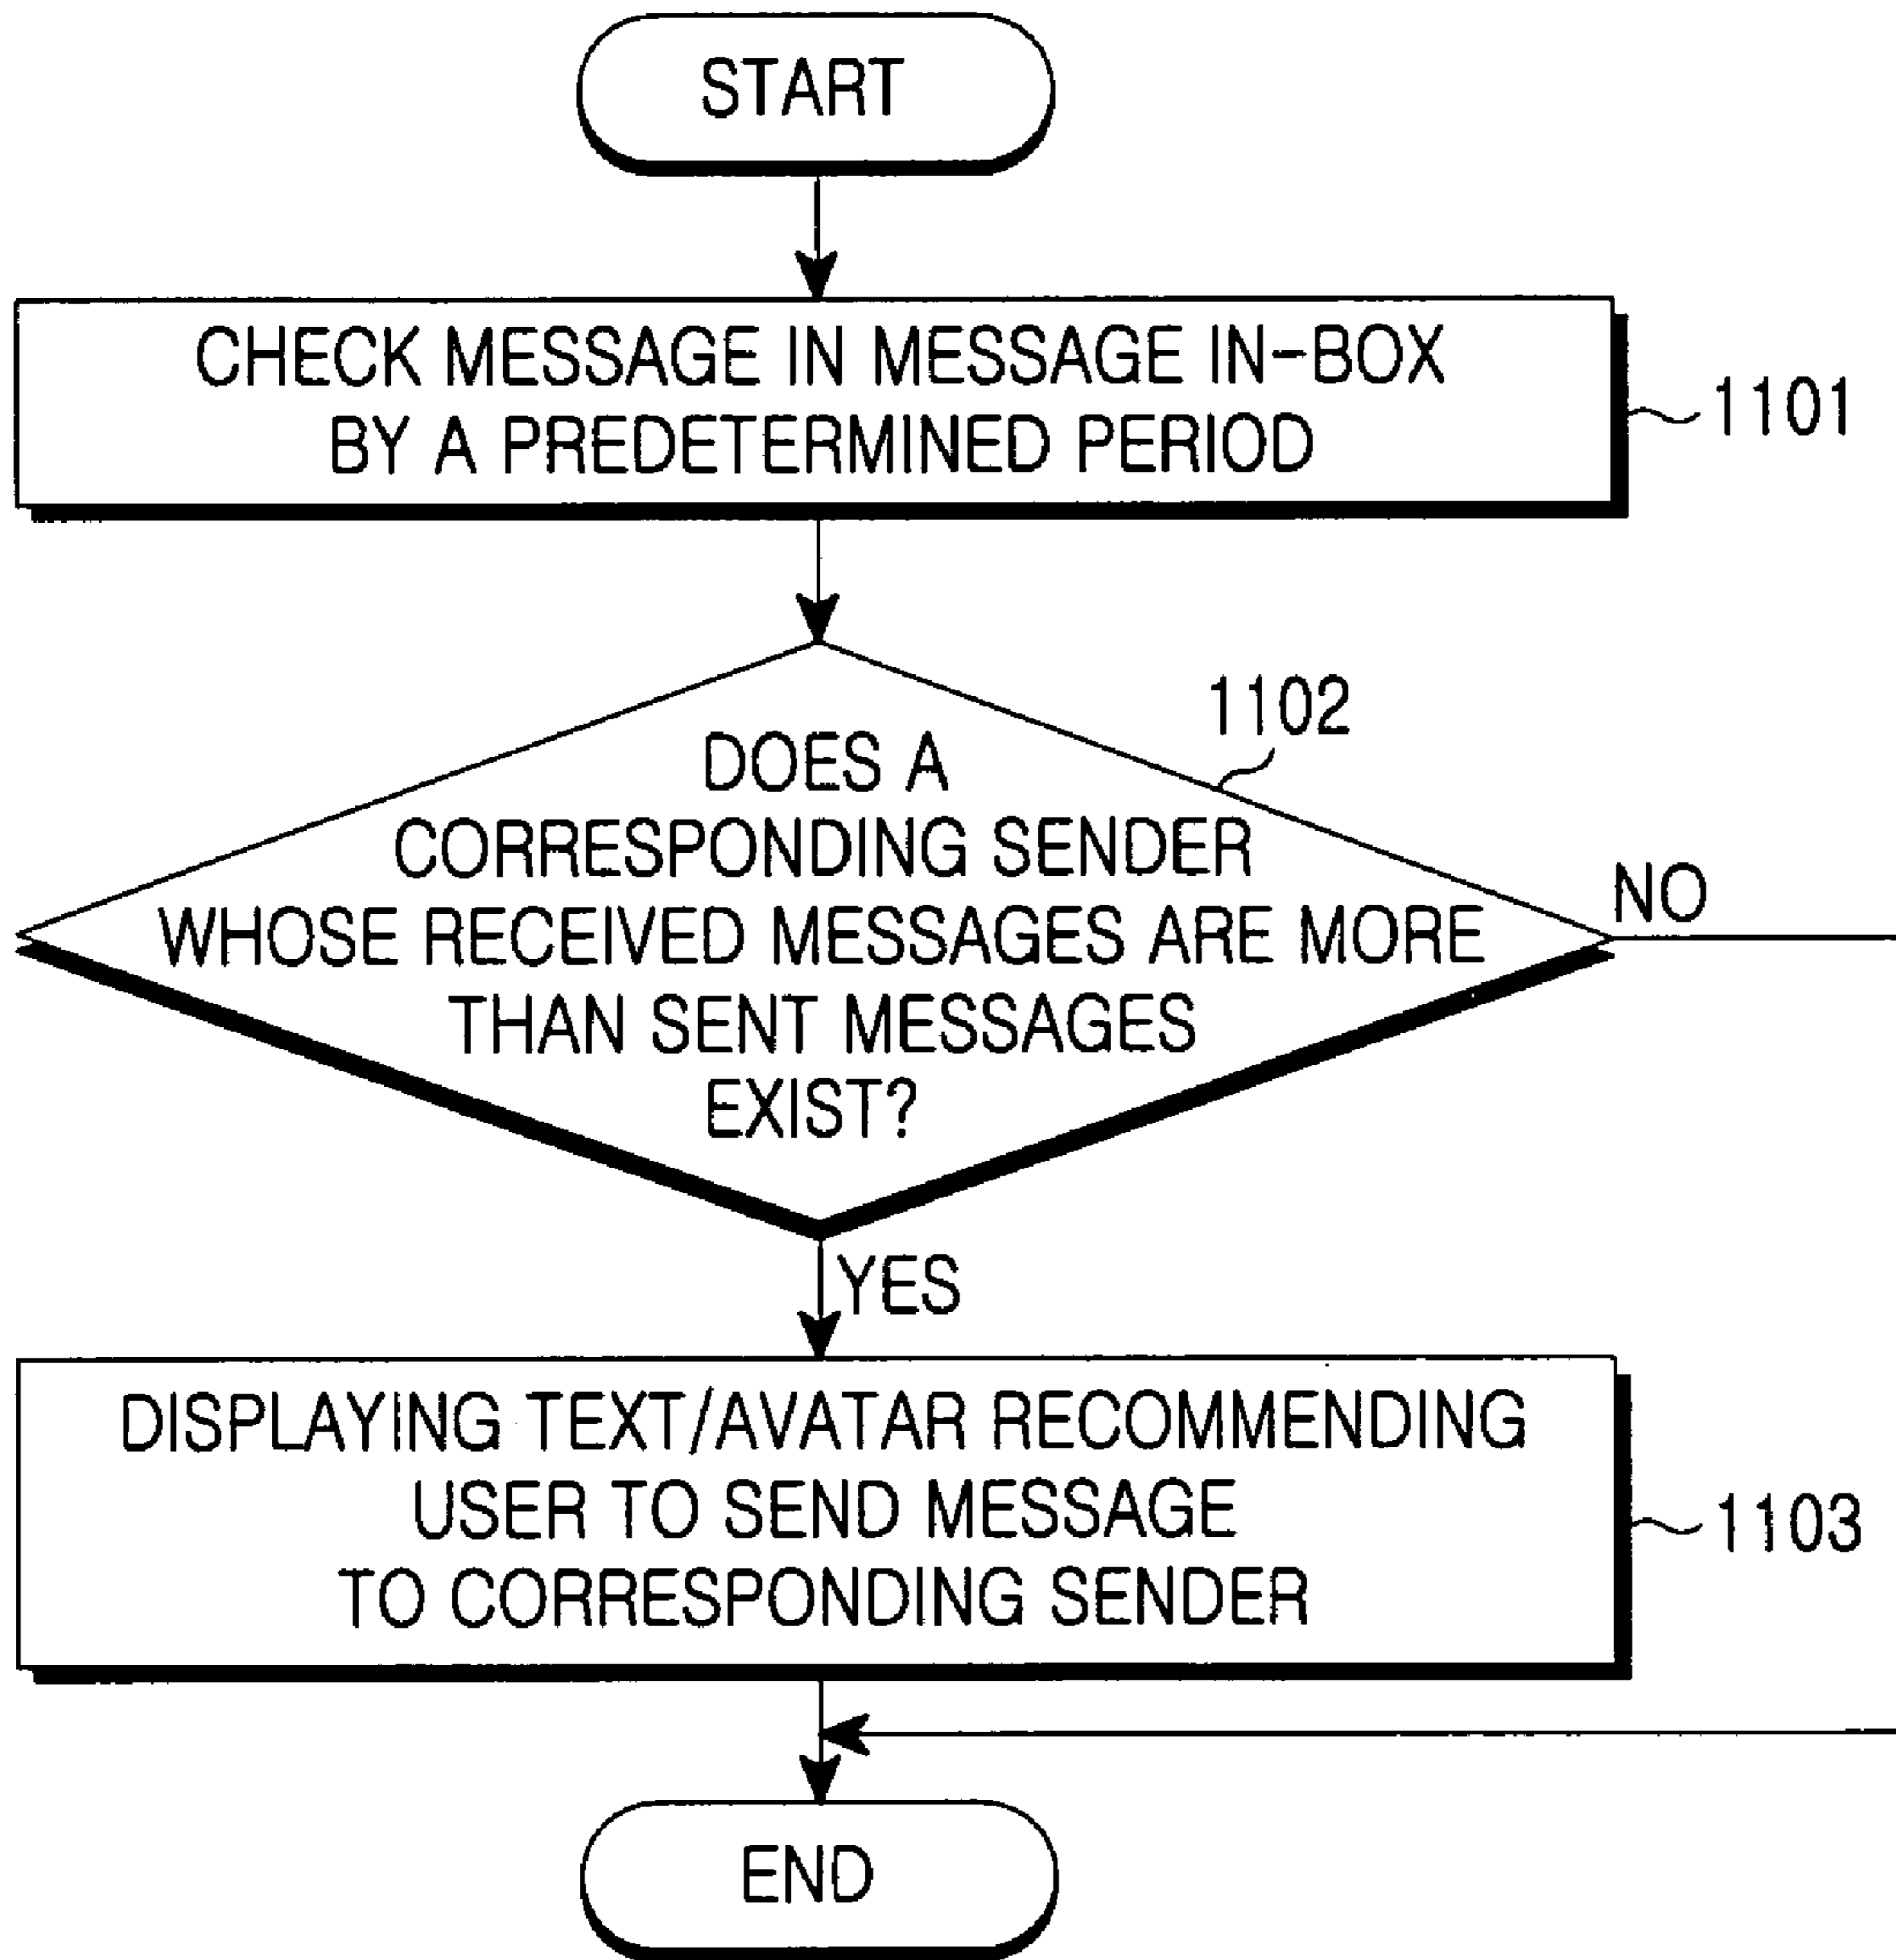 START
CHECK MESSAGE IN MESSAGE IN-BOX
BY A PREDETERMINED PERIOD
1101
1102
DOES A
CORRESPONDING SENDER
WHOSE RECEIVED MESSAGES ARE MORE
THAN SENT MESSAGES
EXIST?
NO
YES
DISPLAYING TEXT/AVATAR RECOMMENDING
USER TO SEND MESSAGE
TO CORRESPONDING SENDER
1103
END